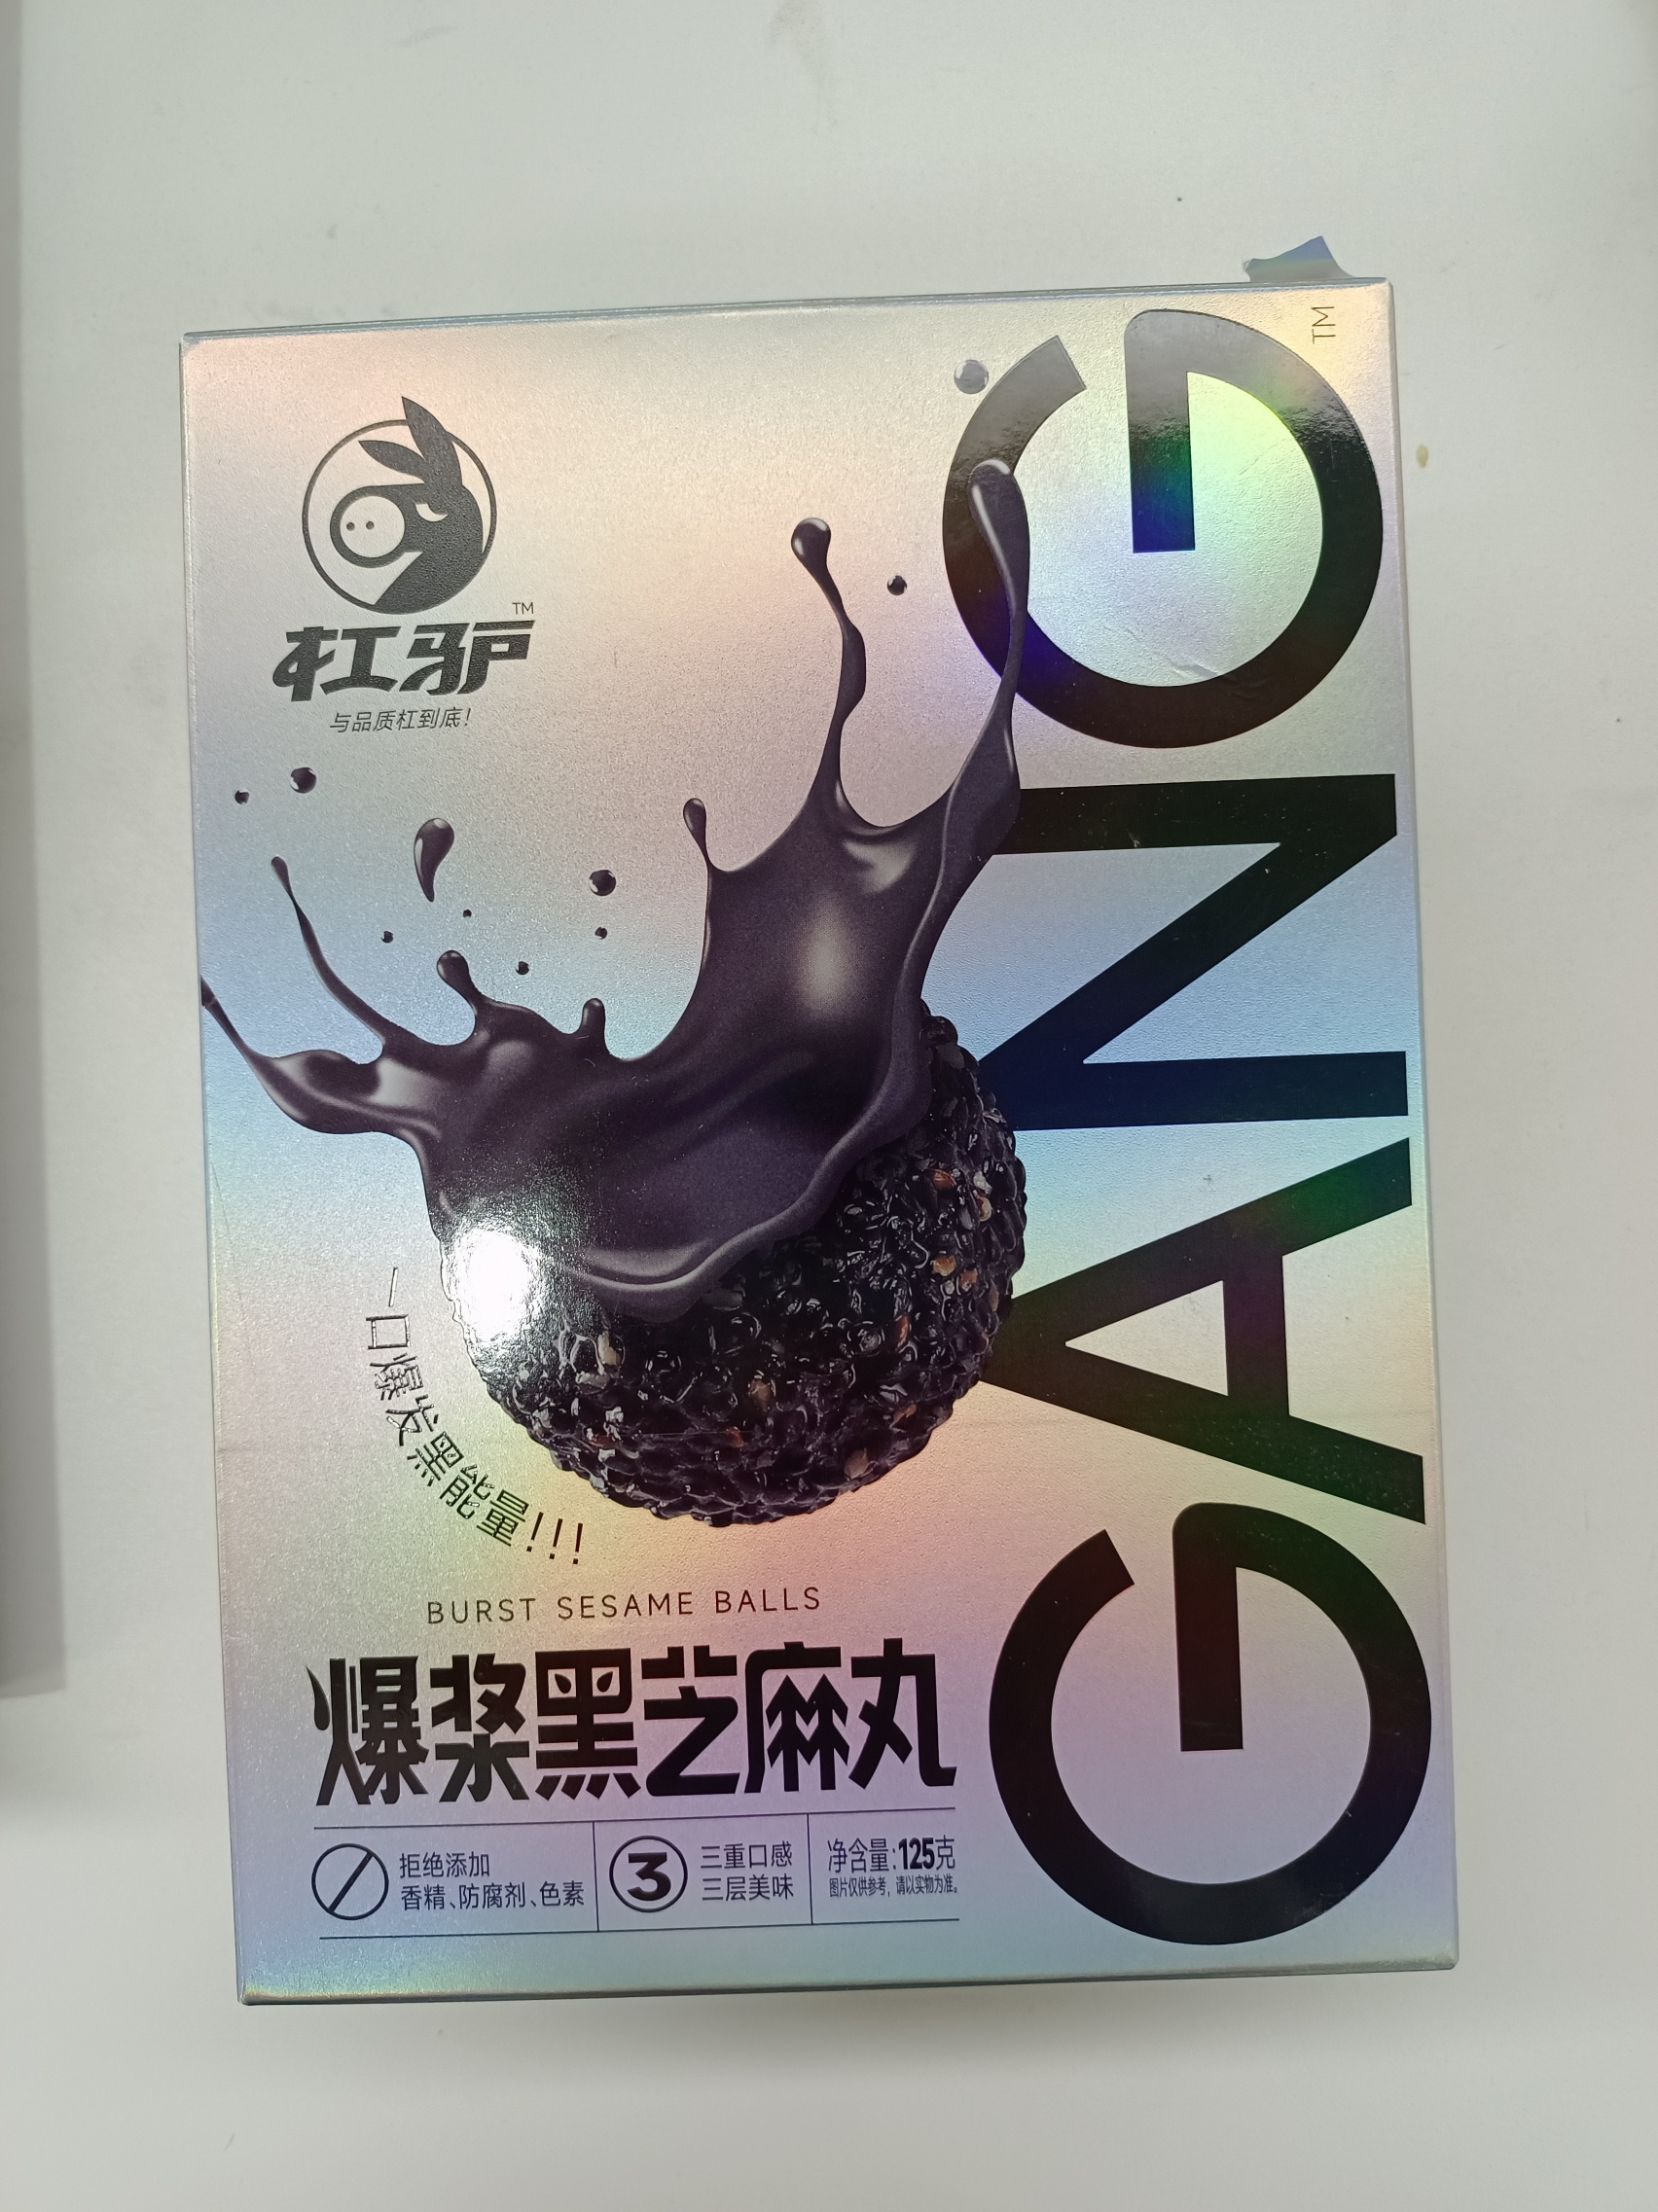 TM
杠驴
与品质杠到底!
GANG
TM
一口爆发黑能量!!!
BURST SESAME BALLS
爆浆黑芝麻丸
拒绝添加
香精、防腐剂、色素
3
三重口感
三层美味
净含量:125克
图片仅供参考，请以实物为准。